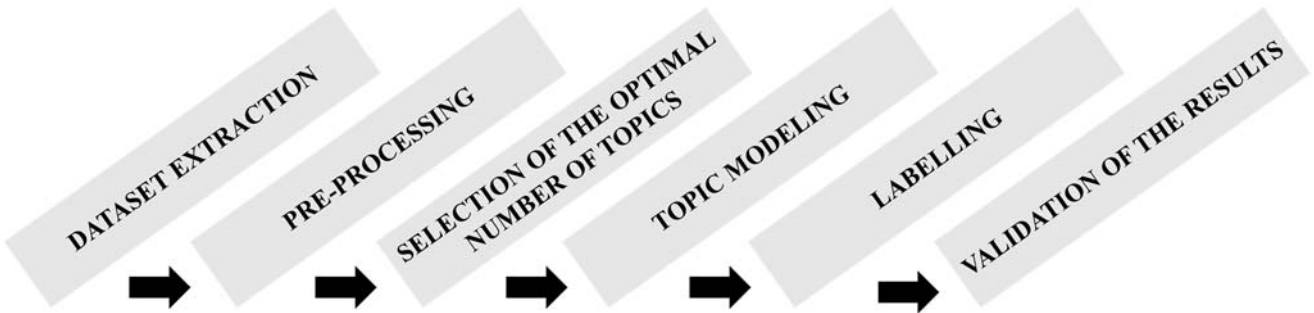 DATASET EXTRACTION
PRE-PROCESSING
SELECTION OF THE OPTIMAL
NUMBER OF TOPICS
TOPIC MODELING
LABELLING
VALIDATION OF THE RESULTS